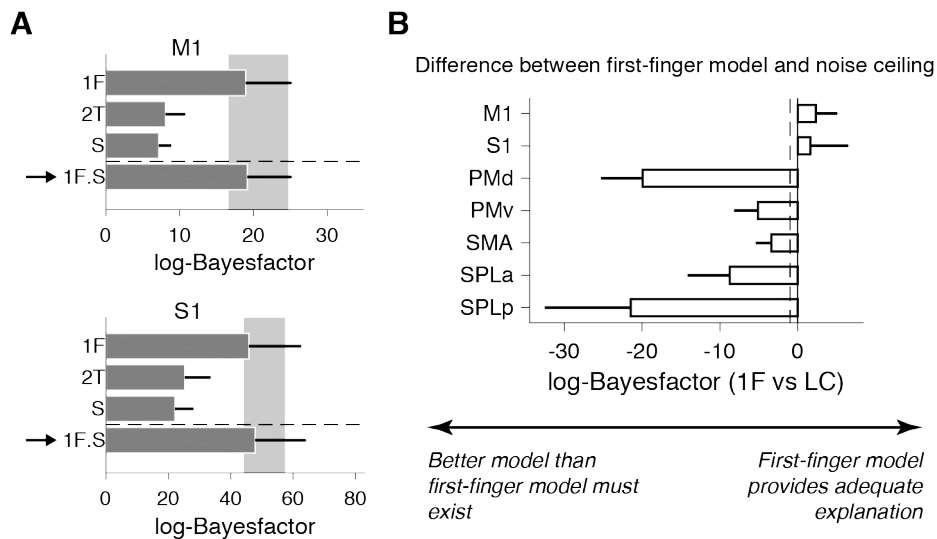 A
M1
1F
2T
S
1F.S
0 10 20 30
log-Bayesfactor
S1
1F
2T
S
1F.S
0 20 40 60 80
log-Bayesfactor
B
Difference between first-finger model and noise ceiling
M1
S1
PMd
PMv
SMA
SPLa
SPLp
-30 -20 -10 0
log-Bayesfactor (1F vs LC)
Better model than
first-finger model must
exist
First-finger model
provides adequate
explanation